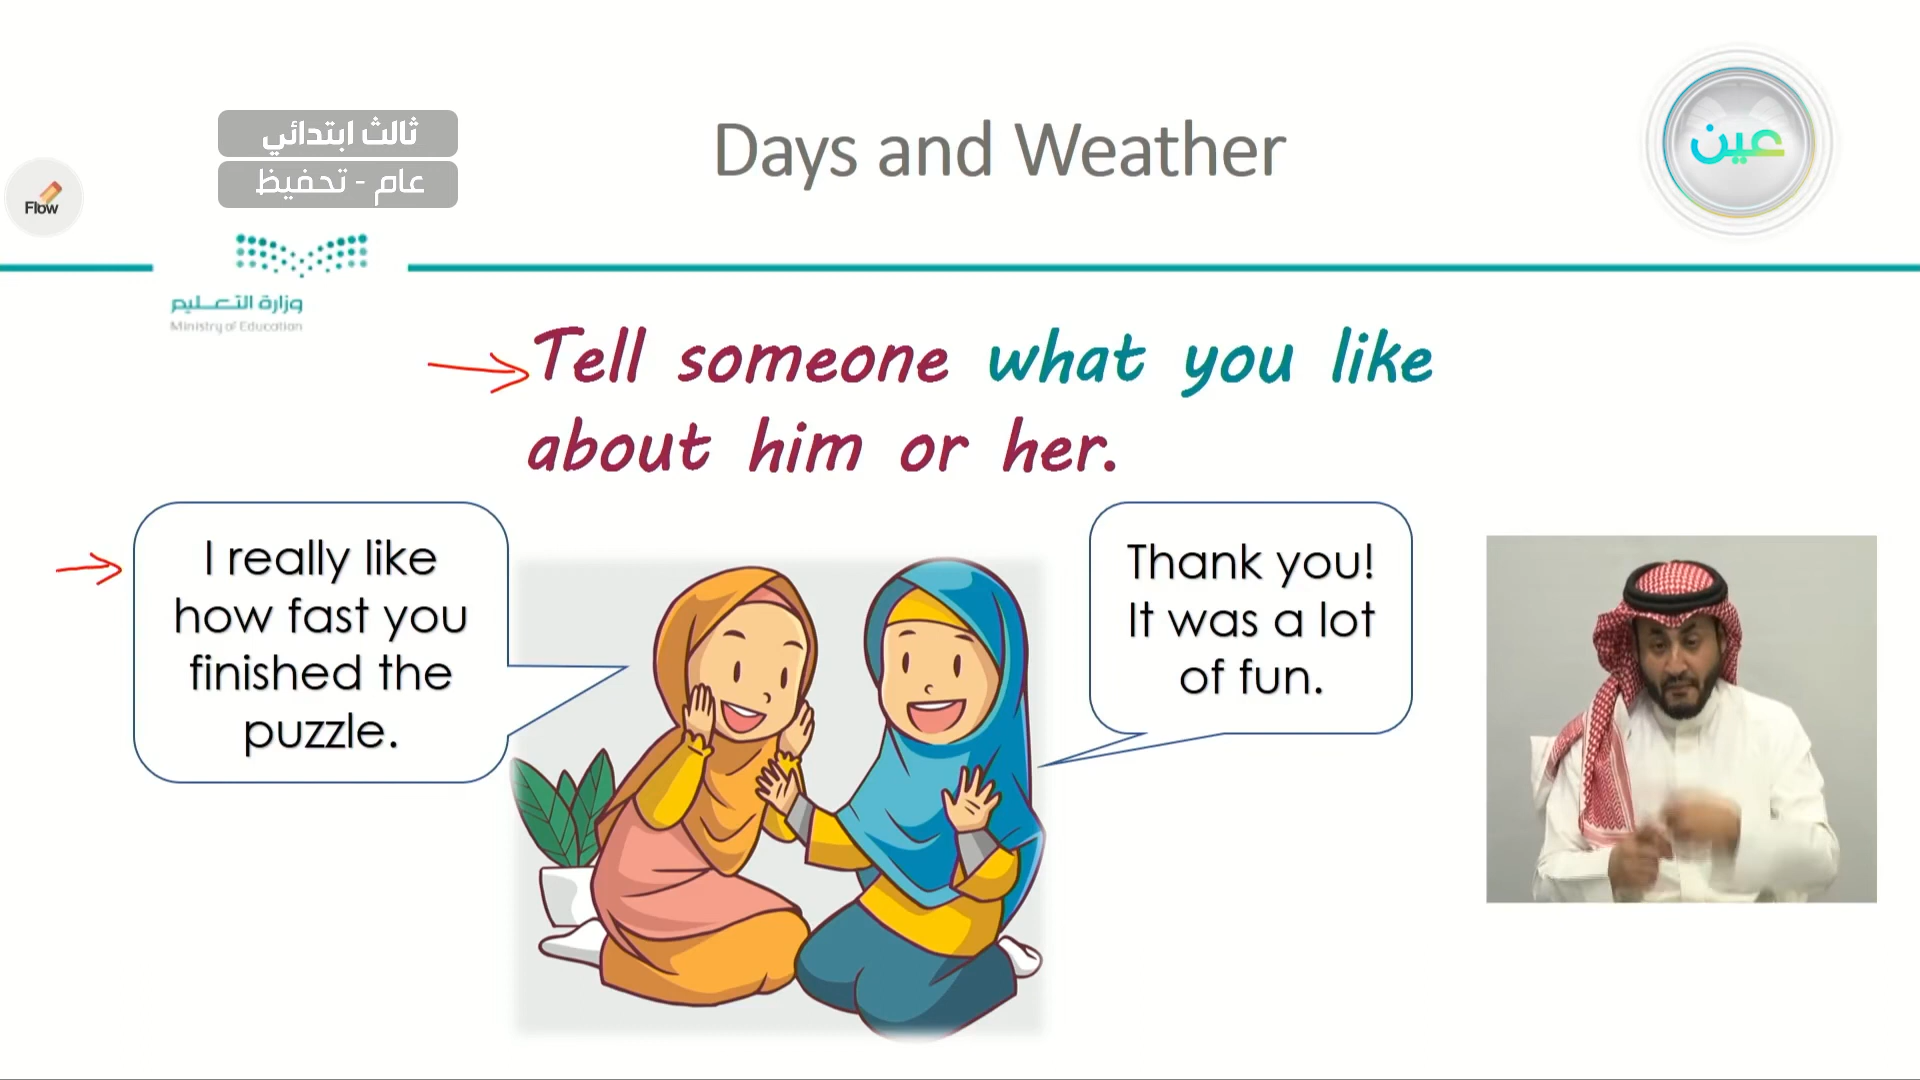 ثالث ابتدائي
عام - تحفيظ
Days and Weather
عين
Flow
وزارة التعليم
Ministry of Education
Tell someone what you like
about him or her.
I really like
how fast you
finished the
puzzle.
Thank you!
It was a lot
of fun.